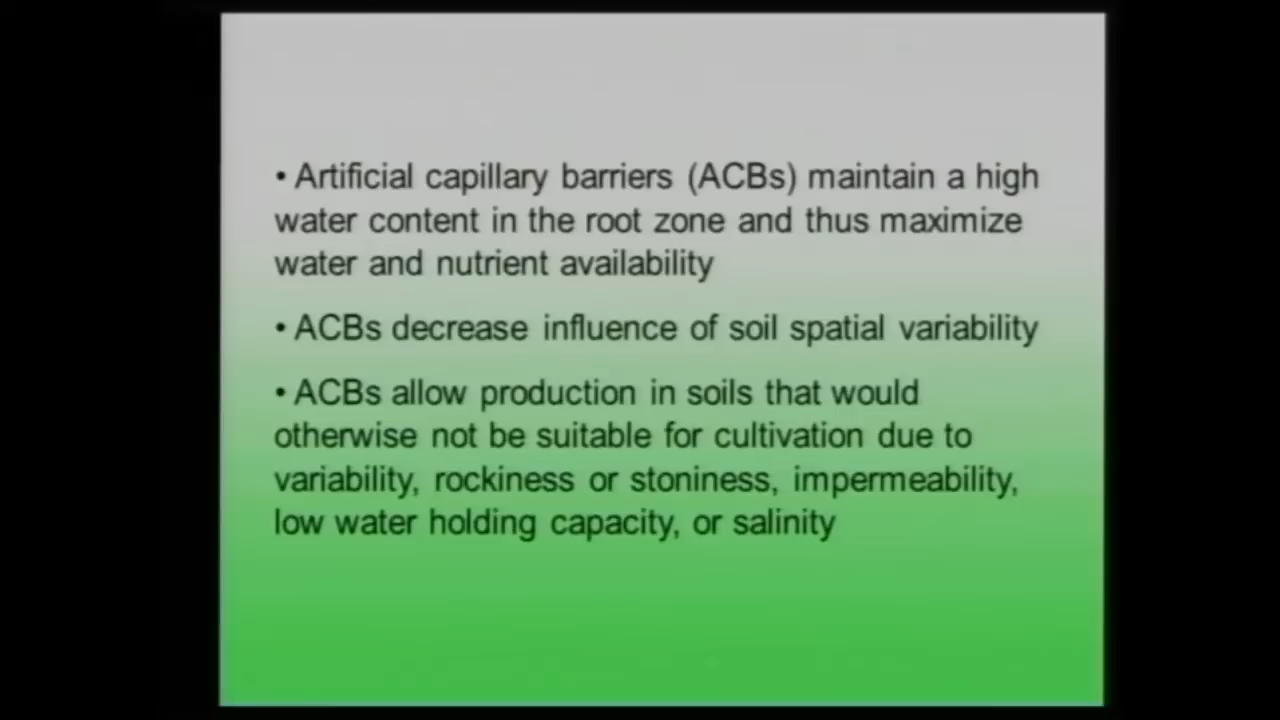 • Artificial capillary barriers (ACBs) maintain a high
water content in the root zone and thus maximize
water and nutrient availability
• ACBs decrease influence of soil spatial variability
• ACBs allow production in soils that would
otherwise not be suitable for cultivation due to
variability, rockiness or stoniness, impermeability,
low water holding capacity, or salinity